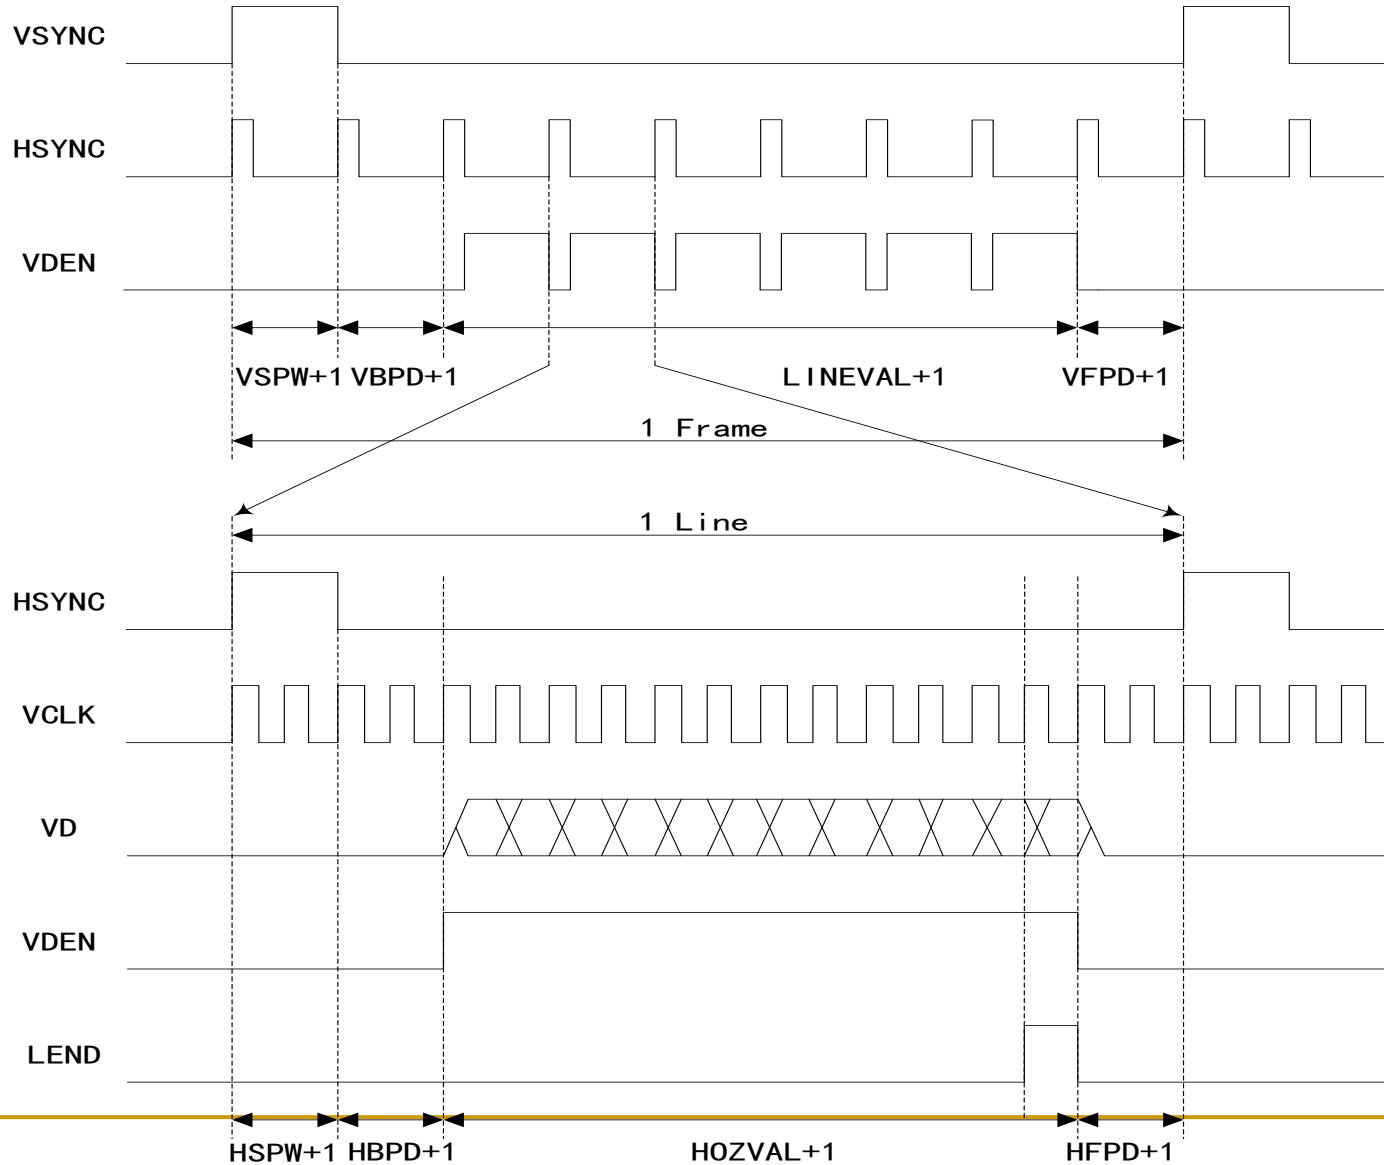 VSYNC
HSYNC
VDEN
VSPW+1 VBPD+1 LINEVAL+1 VFPD+1
1 Frame
1 Line
HSYNC
VCLK
VD
VDEN
LEND
HSPW+1 HBPD+1 HOZVAL+1 HFPD+1